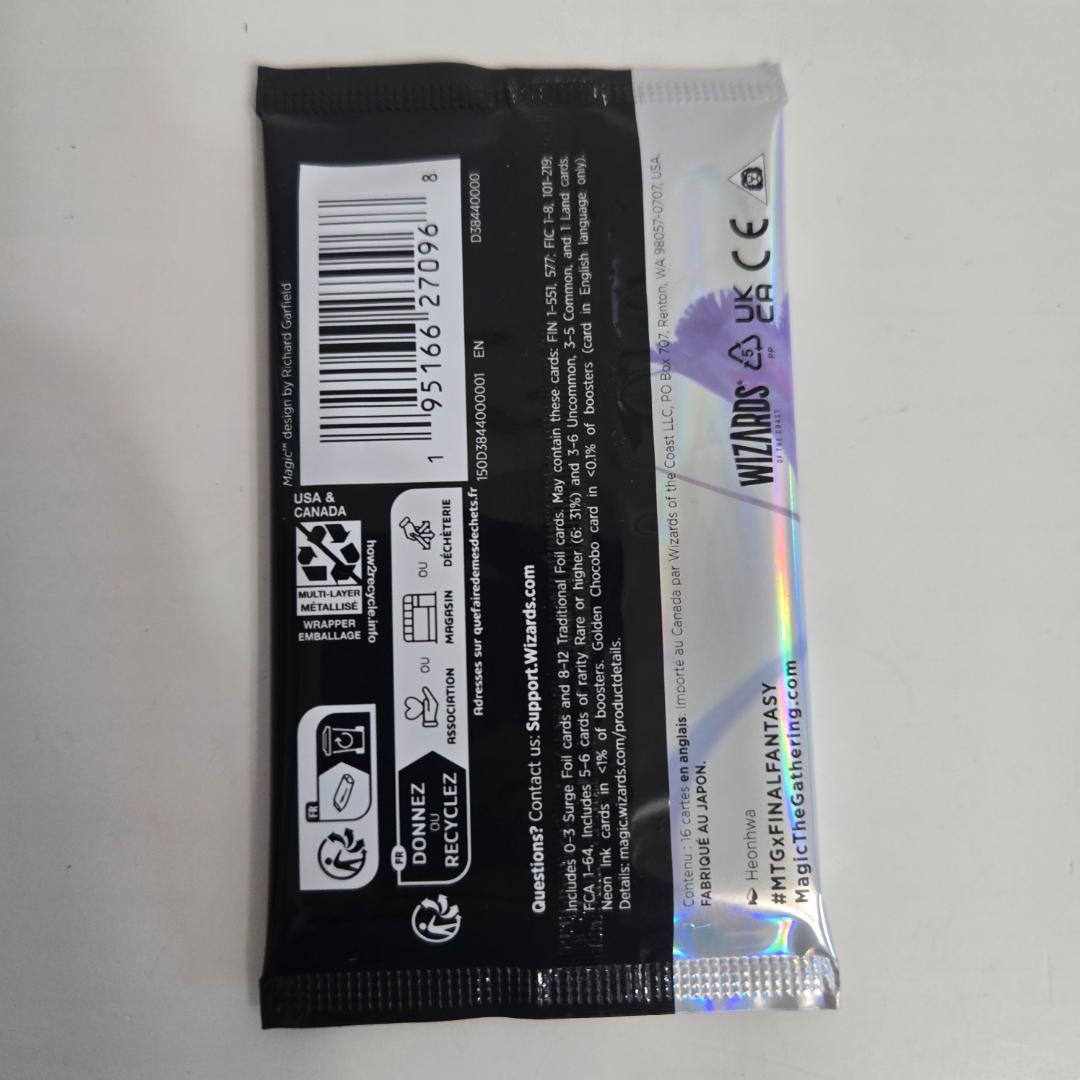 Magic™ design by Richard Garfield
1 95166 27096 8
D38440000
150D3844000001 EN
USA &
CANADA
MULTI-LAYER
MÉTALLISÉ
WRAPPER
EMBALLAGE
how2recycle.info
FR
FR
DONNEZ
OU
RECYCLEZ
ASSOCIATION
OU
MAGASIN
OU
DÉCHÈTERIE
Adresses sur quefairedemesdechets.fr
Questions? Contact us: Support.Wizards.com
Includes 0–3 Surge Foil cards and 8–12 Traditional Foil cards. May contain these cards: FIN 1–551, 577; FIC 1–8, 101–219;
FCA 1–64. Includes 5–6 cards of rarity Rare or higher (6: 31%) and 3–6 Uncommon, 3–5 Common, and 1 Land cards.
Neon Ink cards in <1% of boosters. Golden Chocobo card in <0.1% of boosters (card in English language only).
Details: magic.wizards.com/productdetails.
Contenu : 16 cartes en anglais. Importé au Canada par Wizards of the Coast LLC, PO Box 707, Renton, WA 98057-0707, USA.
FABRIQUÉ AU JAPON.
Heonhwa
#MTGxFINALFANTASY
MagicTheGathering.com
WIZARDS®
OF THE COAST
5
PP
UK
CA
CE